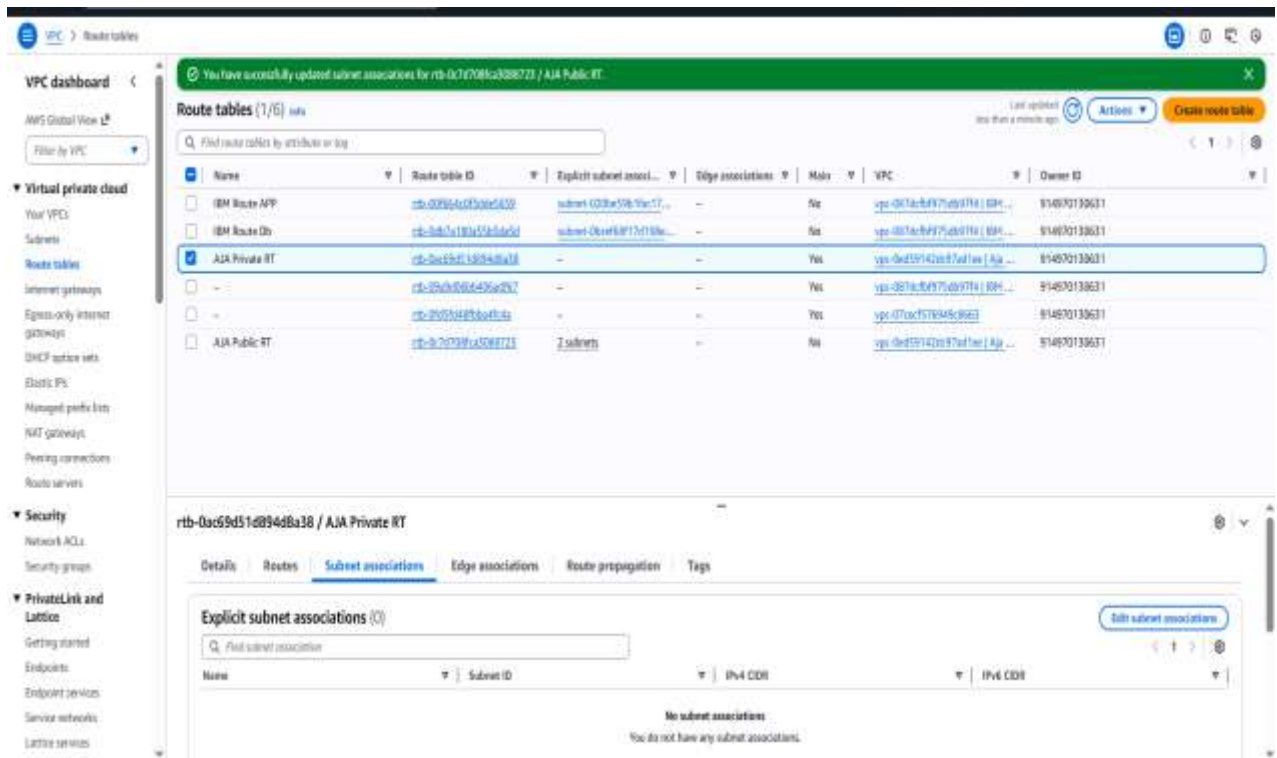 VPC > Route tables
VPC dashboard
AWS Global View
Filter by VPC
Virtual private cloud
Your VPCs
Subnets
Route tables
Internet gateways
Egress-only internet gateways
DHCP option sets
Elastic IPs
Managed prefix lists
NAT gateways
Peering connections
Route servers
Security
Network ACLs
Security groups
PrivateLink and Lattice
Getting started
Endpoints
Endpoint services
Service networks
Lattice services
You have successfully updated subnet associations for / AJA Public RT.
Route tables (1/6) Info
Last updated less than a minute ago
Actions
Create route table
Find route tables by attribute or tag
1
Name Route table ID Explicit subnet associ... Edge associations Main VPC Owner ID
IBM Route APP – No 914970130631
IBM Route Db – No 914970130631
AJA Private RT – – Yes 914970130631
– – – Yes 914970130631
– – – Yes 914970130631
AJA Public RT 2 subnets – No 914970130631
rtb-0ac69d51d894d8a38 / AJA Private RT
Details Routes Subnet associations Edge associations Route propagation Tags
Explicit subnet associations (0)
Edit subnet associations
Find subnet association
1
Name Subnet ID IPv4 CIDR IPv6 CIDR
No subnet associations
You do not have any subnet associations.